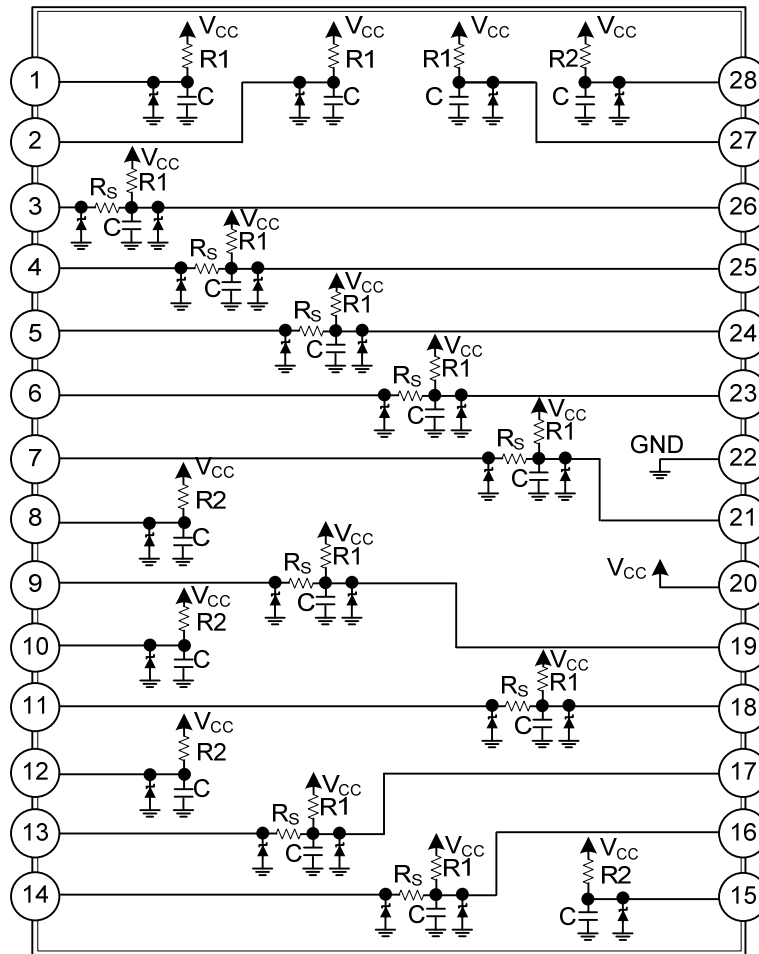 VCC VCC VCC VCC
R1 R1 R1 R2
1 C C C C 28
2 27
VCC
RS R1
3 C 26
VCC
RS R1
4 C 25
VCC
RS R1
5 C 24
VCC
RS R1
6 C 23
VCC
RS R1
7 C GND 22
VCC
R2
8 C 21
VCC
RS R1
9 C VCC 20
VCC
R2
10 C 19
VCC
RS R1
11 C 18
VCC
R2
12 C 17
VCC
RS R1
13 C 16
VCC
RS R1
14 C 15
VCC
R2
C